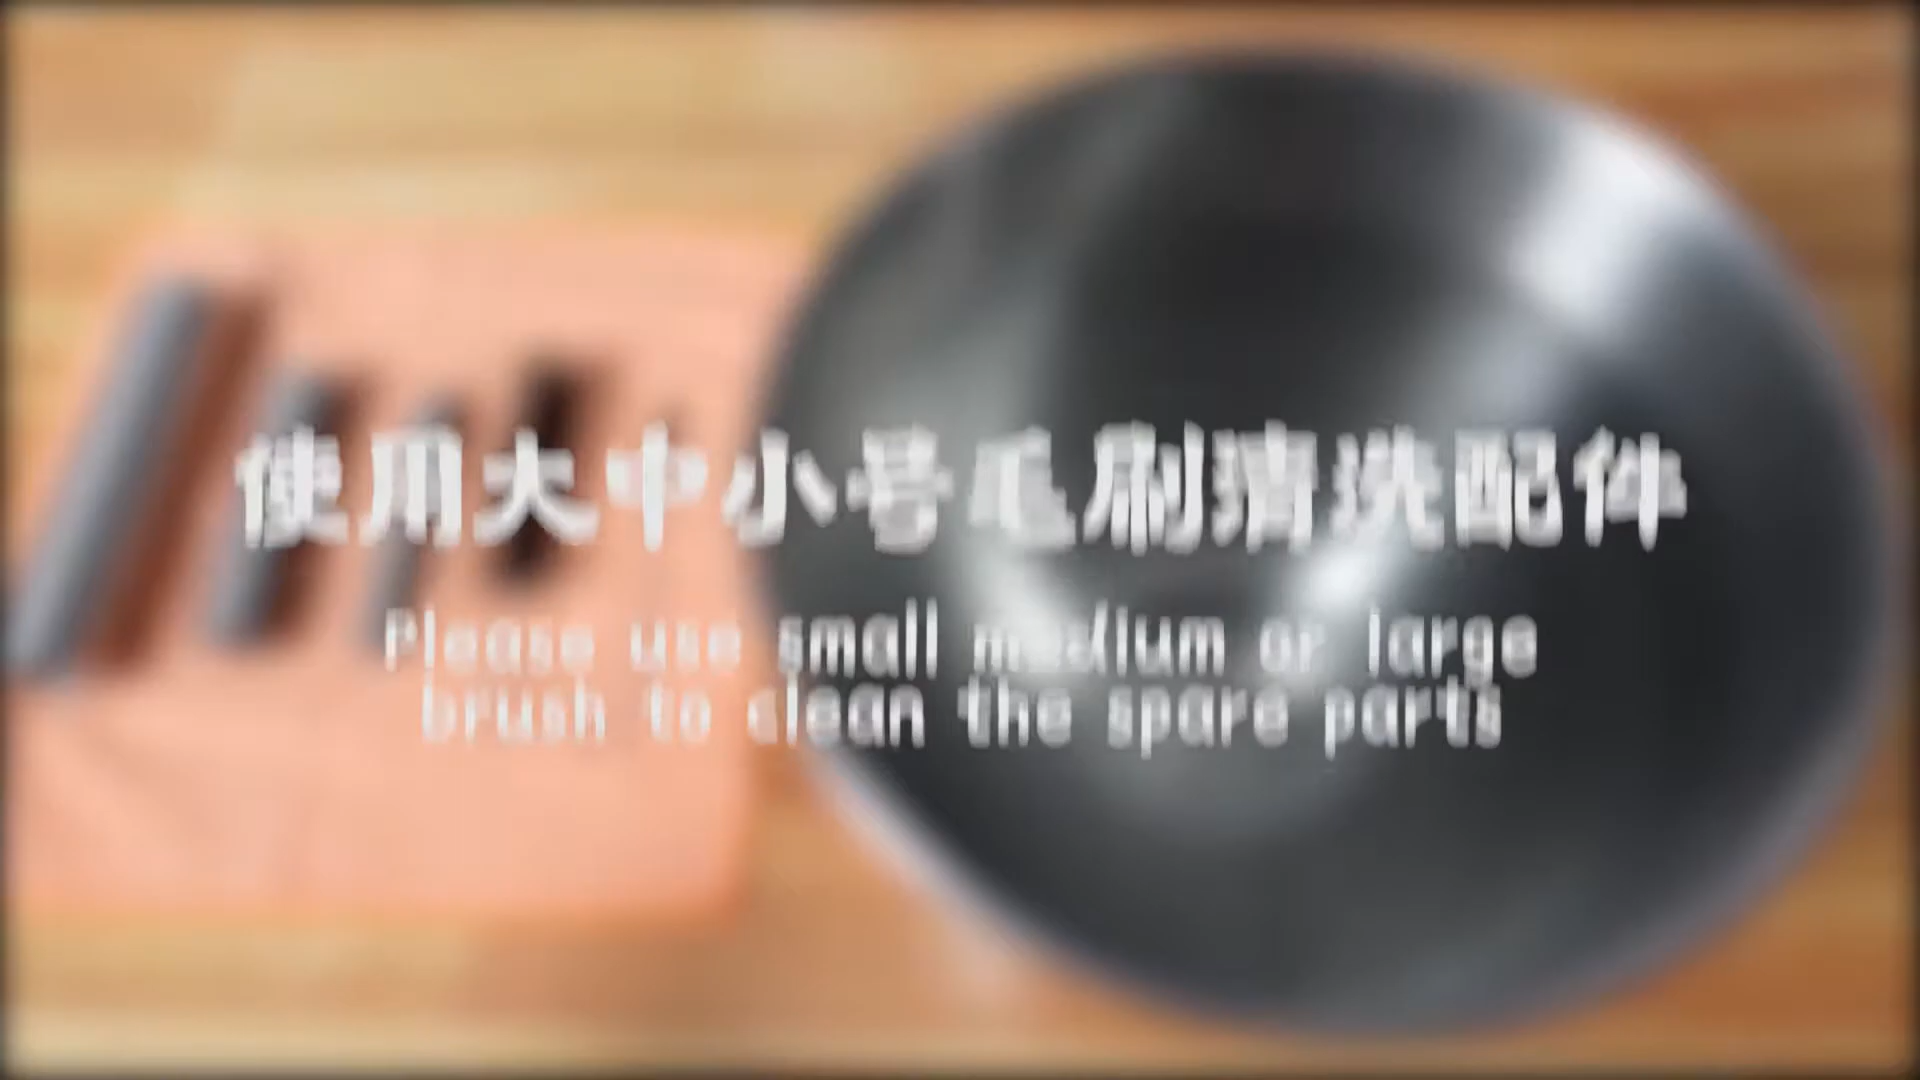 使用大中小号毛刷清洗配件
Please use small medium or large
brush to clean the spare parts